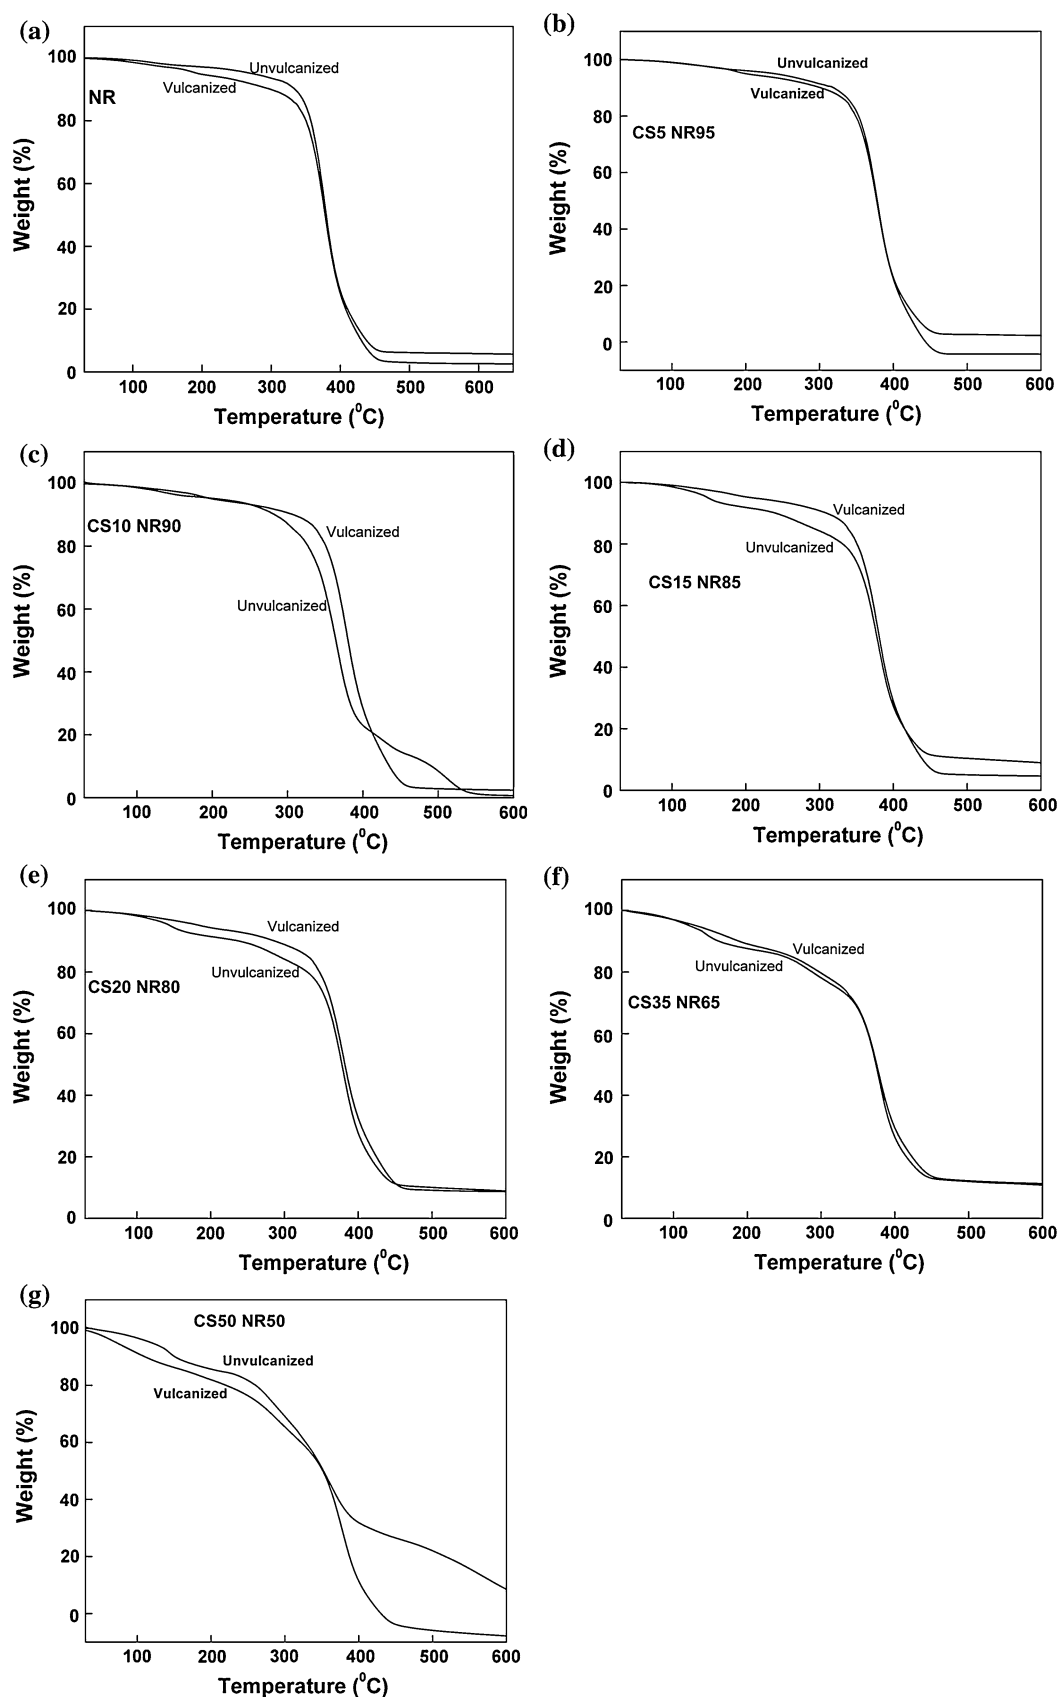 (a)
100
80
60
40
20
0
Weight (%)
NR
Unvulcanized
Vulcanized
100 200 300 400 500 600
Temperature (⁰C)
(b)
100
80
60
40
20
0
Weight (%)
CS5 NR95
Unvulcanized
Vulcanized
100 200 300 400 500 600
Temperature (⁰C)
(c)
100
80
60
40
20
0
Weight (%)
CS10 NR90
Vulcanized
Unvulcanized
100 200 300 400 500 600
Temperature (⁰C)
(d)
100
80
60
40
20
0
Weight (%)
CS15 NR85
Vulcanized
Unvulcanized
100 200 300 400 500 600
Temperature (⁰C)
(e)
100
80
60
40
20
0
Weight (%)
CS20 NR80
Vulcanized
Unvulcanized
100 200 300 400 500 600
Temperature (⁰C)
(f)
100
80
60
40
20
0
Weight (%)
CS35 NR65
Vulcanized
Unvulcanized
100 200 300 400 500 600
Temperature (⁰C)
(g)
100
80
60
40
20
0
Weight (%)
CS50 NR50
Unvulcanized
Vulcanized
100 200 300 400 500 600
Temperature (⁰C)